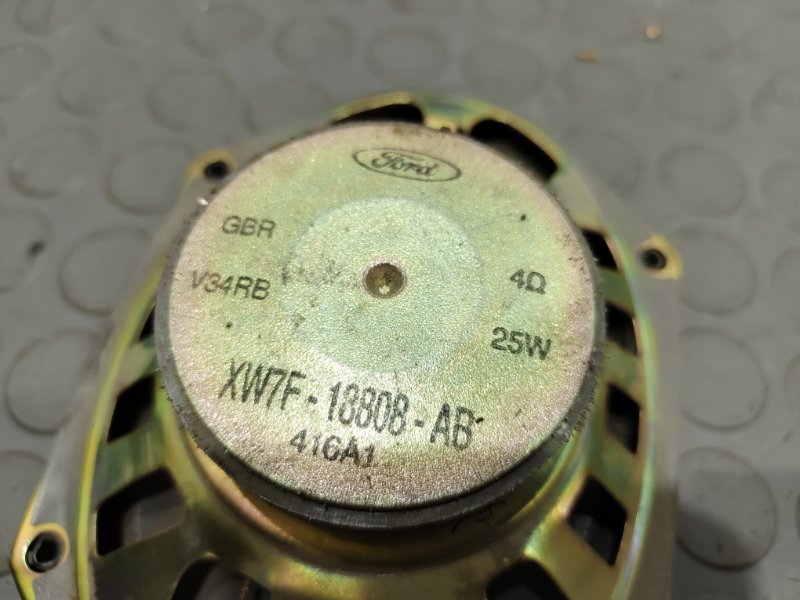 Ford
GBR
V34RB
4Ω
25W
XW7F-18808-AB
416A1